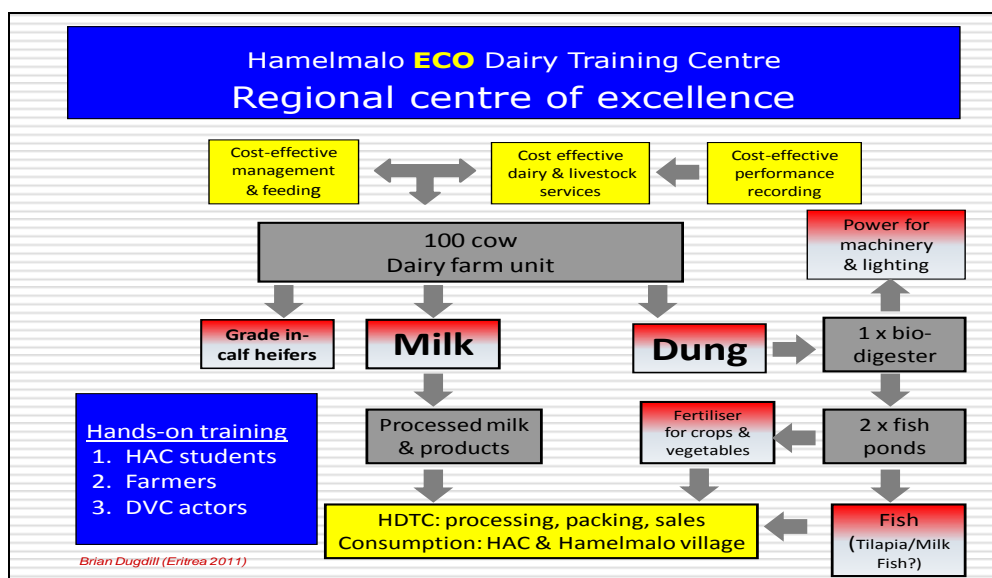 Hamelmalo ECO Dairy Training Centre
Regional centre of excellence
Cost-effective
management
& feeding
Cost effective
dairy & livestock
services
Cost-effective
performance
recording
Power for
machinery
& lighting
100 cow
Dairy farm unit
Grade in-
calf heifers
Milk
Dung
1 x bio-
digester
Hands-on training
1. HAC students
2. Farmers
3. DVC actors
Processed milk
& products
Fertiliser
for crops &
vegetables
2 x fish
ponds
HDTC: processing, packing, sales
Consumption: HAC & Hamelmalo village
Fish
(Tilapia/Milk
Fish?)
Brian Dugdill (Eritrea 2011)